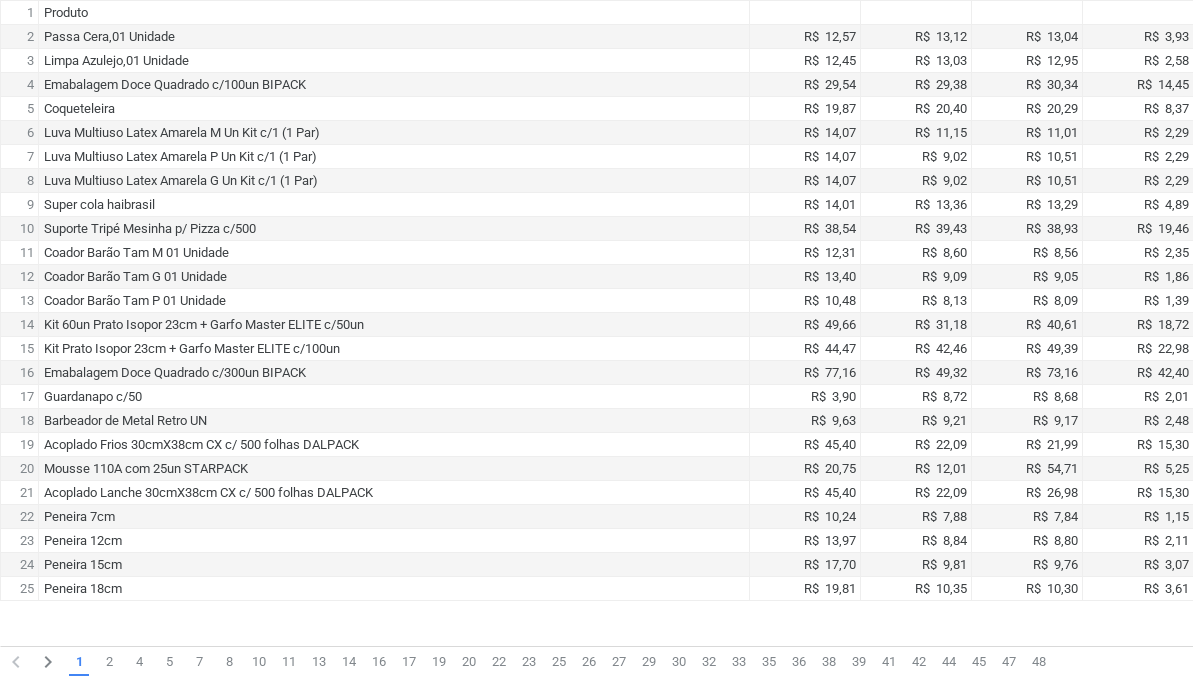 1 Produto
2 Passa Cera,01 Unidade R$ 12,57 R$ 13,12 R$ 13,04 R$ 3,93
3 Limpa Azulejo,01 Unidade R$ 12,45 R$ 13,03 R$ 12,95 R$ 2,58
4 Emabalagem Doce Quadrado c/100un BIPACK R$ 29,54 R$ 29,38 R$ 30,34 R$ 14,45
5 Coqueteleira R$ 19,87 R$ 20,40 R$ 20,29 R$ 8,37
6 Luva Multiuso Latex Amarela M Un Kit c/1 (1 Par) R$ 14,07 R$ 11,15 R$ 11,01 R$ 2,29
7 Luva Multiuso Latex Amarela P Un Kit c/1 (1 Par) R$ 14,07 R$ 9,02 R$ 10,51 R$ 2,29
8 Luva Multiuso Latex Amarela G Un Kit c/1 (1 Par) R$ 14,07 R$ 9,02 R$ 10,51 R$ 2,29
9 Super cola haibrasil R$ 14,01 R$ 13,36 R$ 13,29 R$ 4,89
10 Suporte Tripé Mesinha p/ Pizza c/500 R$ 38,54 R$ 39,43 R$ 38,93 R$ 19,46
11 Coador Barão Tam M 01 Unidade R$ 12,31 R$ 8,60 R$ 8,56 R$ 2,35
12 Coador Barão Tam G 01 Unidade R$ 13,40 R$ 9,09 R$ 9,05 R$ 1,86
13 Coador Barão Tam P 01 Unidade R$ 10,48 R$ 8,13 R$ 8,09 R$ 1,39
14 Kit 60un Prato Isopor 23cm + Garfo Master ELITE c/50un R$ 49,66 R$ 31,18 R$ 40,61 R$ 18,72
15 Kit Prato Isopor 23cm + Garfo Master ELITE c/100un R$ 44,47 R$ 42,46 R$ 49,39 R$ 22,98
16 Emabalagem Doce Quadrado c/300un BIPACK R$ 77,16 R$ 49,32 R$ 73,16 R$ 42,40
17 Guardanapo c/50 R$ 3,90 R$ 8,72 R$ 8,68 R$ 2,01
18 Barbeador de Metal Retro UN R$ 9,63 R$ 9,21 R$ 9,17 R$ 2,48
19 Acoplado Frios 30cmX38cm CX c/ 500 folhas DALPACK R$ 45,40 R$ 22,09 R$ 21,99 R$ 15,30
20 Mousse 110A com 25un STARPACK R$ 20,75 R$ 12,01 R$ 54,71 R$ 5,25
21 Acoplado Lanche 30cmX38cm CX c/ 500 folhas DALPACK R$ 45,40 R$ 22,09 R$ 26,98 R$ 15,30
22 Peneira 7cm R$ 10,24 R$ 7,88 R$ 7,84 R$ 1,15
23 Peneira 12cm R$ 13,97 R$ 8,84 R$ 8,80 R$ 2,11
24 Peneira 15cm R$ 17,70 R$ 9,81 R$ 9,76 R$ 3,07
25 Peneira 18cm R$ 19,81 R$ 10,35 R$ 10,30 R$ 3,61
1 2 4 5 7 8 10 11 13 14 16 17 19 20 22 23 25 26 27 29 30 32 33 35 36 38 39 41 42 44 45 47 48